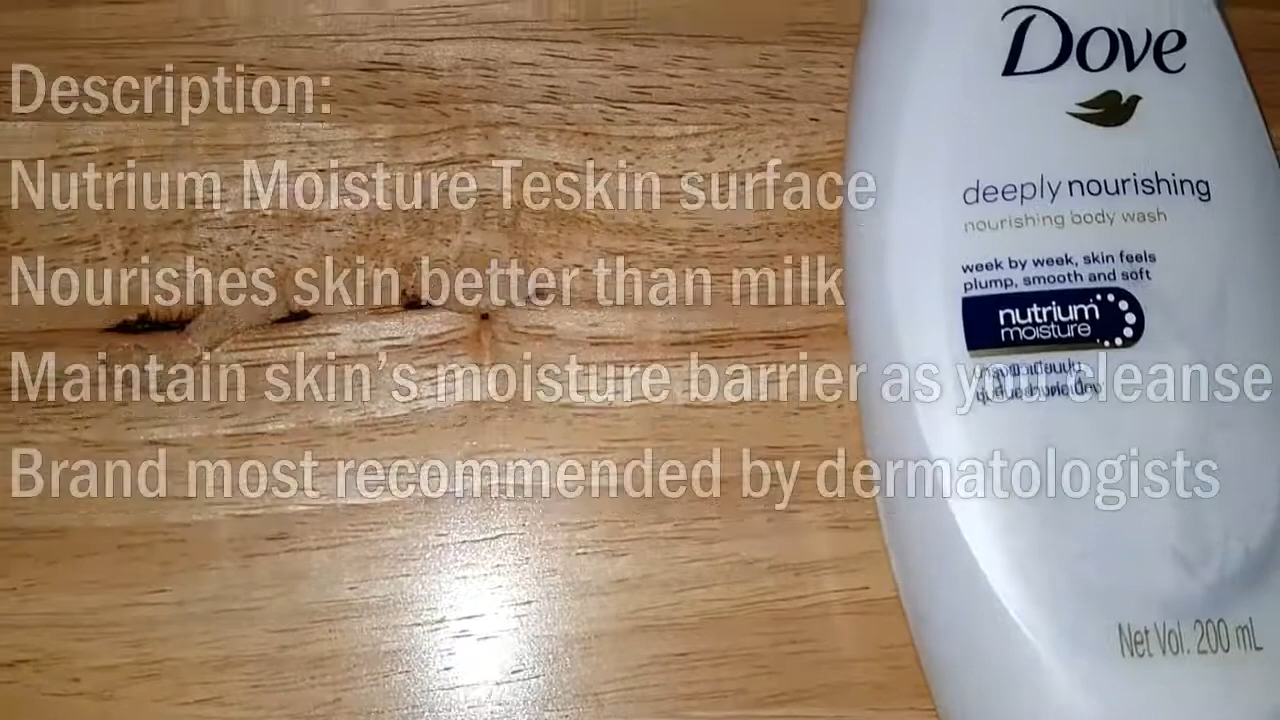 Description:
Nutrium Moisture Teskin surface
Nourishes skin better than milk
Maintain skin's moisture barrier as you cleanse
Brand most recommended by dermatologists
Dove
deeply nourishing
nourishing body wash
week by week, skin feels
plump, smooth and soft
nutrium
moisture
Net Vol. 200 mL